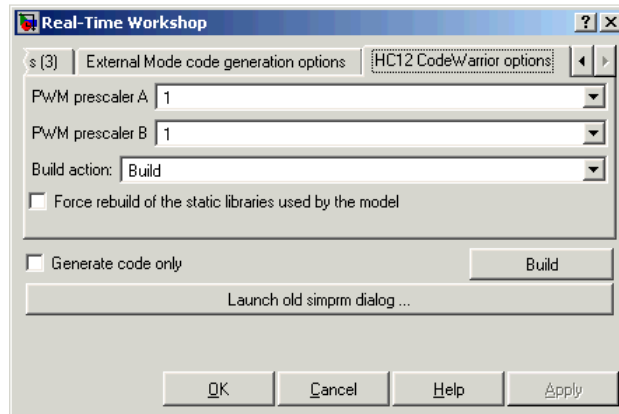 Real-Time Workshop
s (3) External Mode code generation options HC12 CodeWarrior options
PWM prescaler A 1
PWM prescaler B 1
Build action: Build
Force rebuild of the static libraries used by the model
Generate code only Build
Launch old simprm dialog ...
OK Cancel Help Apply